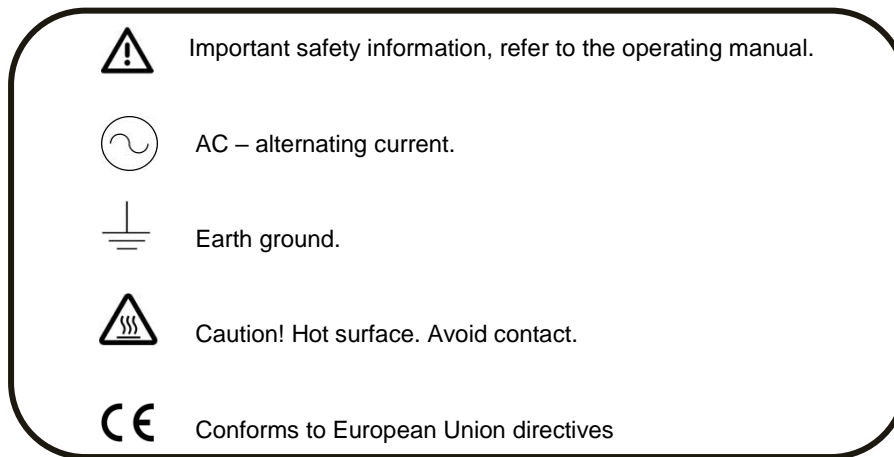 Important safety information, refer to the operating manual.
AC – alternating current.
Earth ground.
Caution! Hot surface. Avoid contact.
CE Conforms to European Union directives